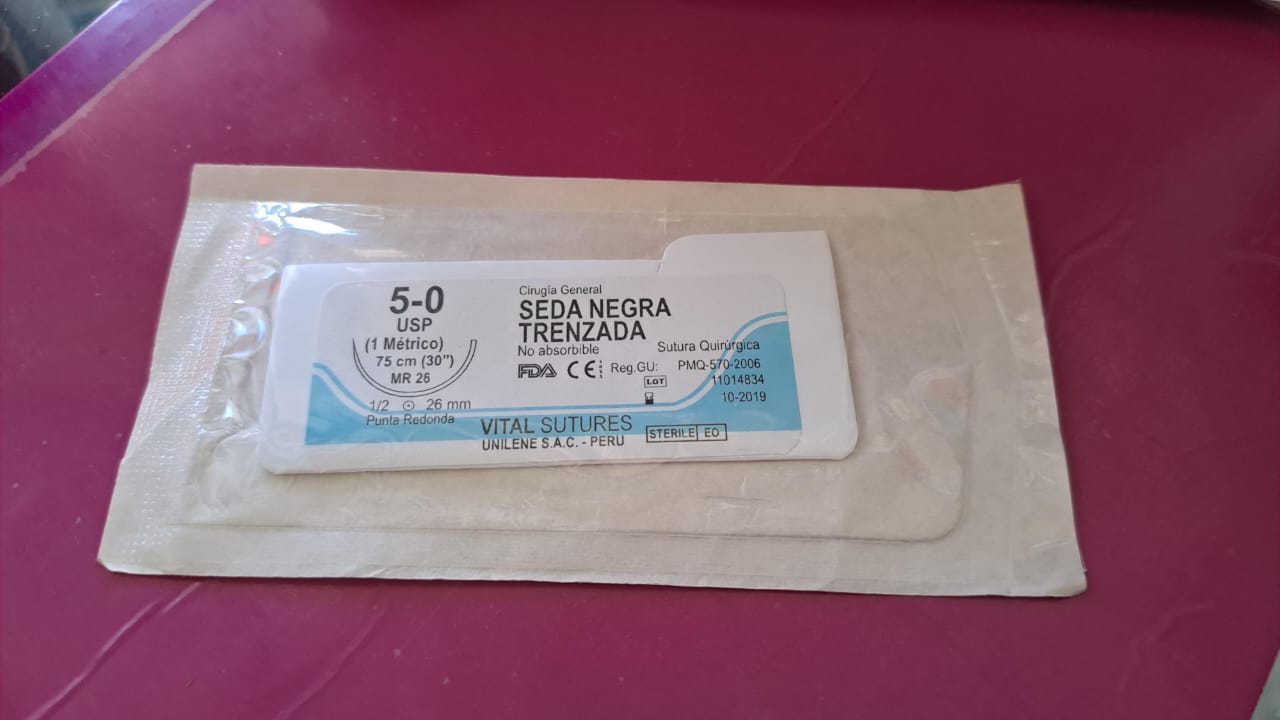 5-0
USP
(1 Métrico)
75 cm (30")
MR 26
1/2 26 mm
Punta Redonda
Cirugía General
SEDA NEGRA
TRENZADA
No absorbible
Sutura Quirúrgica
FDA CE Reg.GU: PMQ-570-2006
LOT 11014834
10-2019
VITAL SUTURES
UNILENE S.A.C. - PERU
STERILE EO